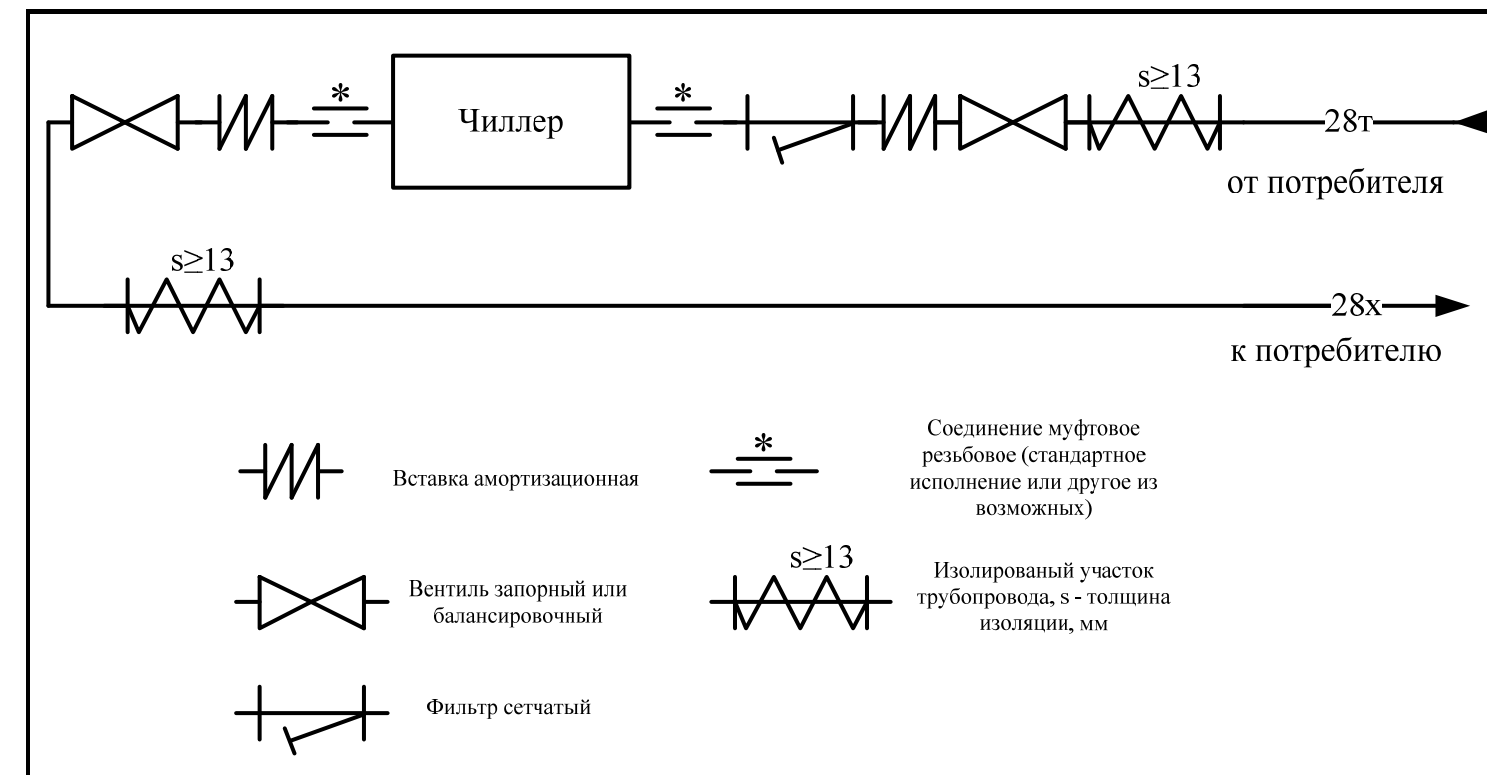 s≥13
*
Чиллер
*
28т
от потребителя
s≥13
28х
к потребителю
Вставка амортизационная
*
Соединение муфтовое
резьбовое (стандартное
исполнение или другое из
возможных)
Вентиль запорный или
балансировочный
s≥13
Изолированый участок
трубопровода, s - толщина
изоляции, мм
Фильтр сетчатый